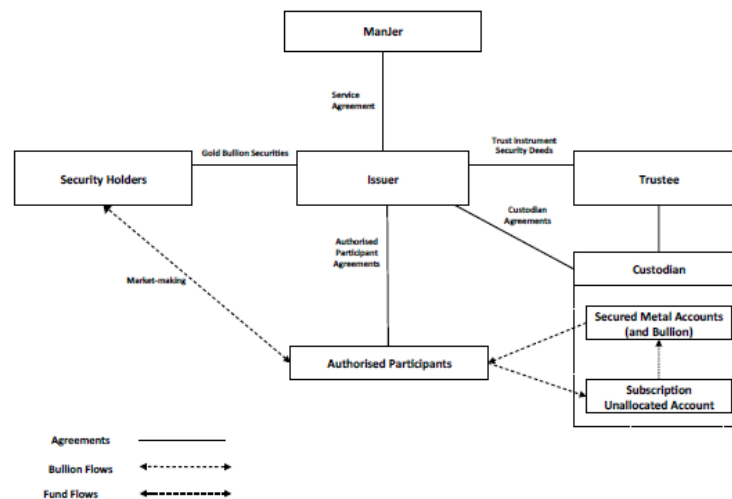 ManJer
Service
Agreement
Trust Instrument
Security Deeds
Gold Bullion Securities
Security Holders
Issuer
Trustee
Custodian
Agreements
Authorised
Participant
Agreements
Custodian
Market-making
Secured Metal Accounts
(and Bullion)
Authorised Participants
Subscription
Unallocated Account
Agreements
Bullion Flows
Fund Flows